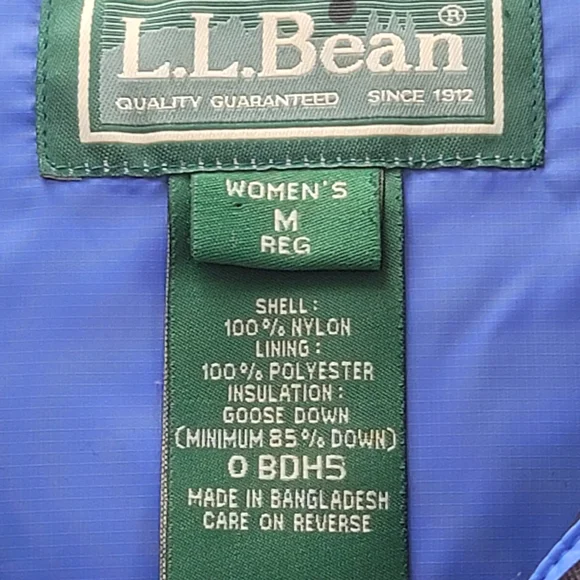 L.L.Bean®
QUALITY GUARANTEED SINCE 1912
WOMEN'S
M
REG
SHELL:
100% NYLON
LINING:
100% POLYESTER
INSULATION:
GOOSE DOWN
(MINIMUM 85% DOWN)
0 BDH5
MADE IN BANGLADESH
CARE ON REVERSE